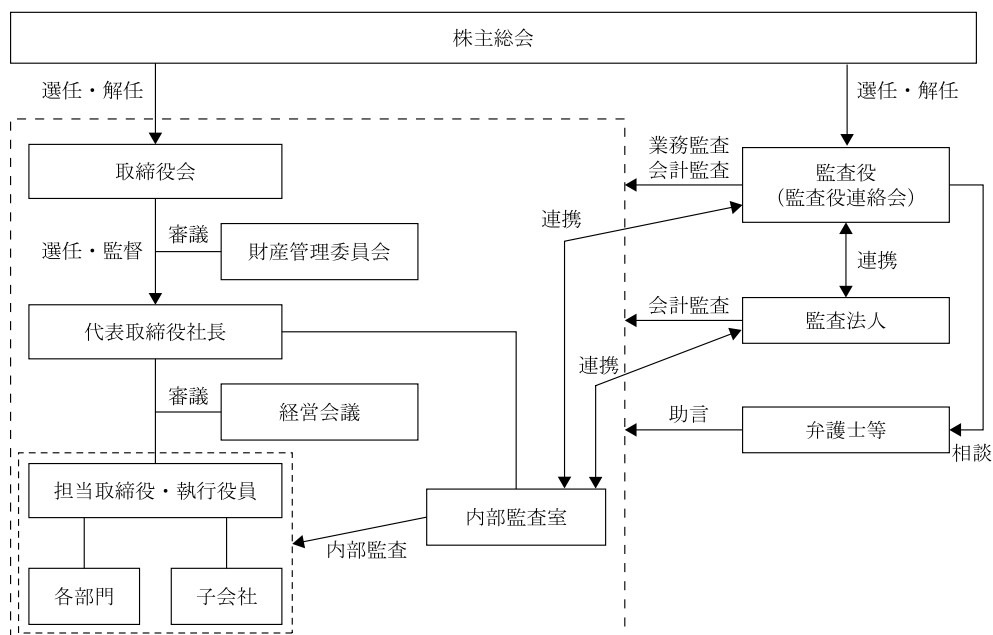 株主総会
選任・解任
選任・解任
取締役会
業務監査
会計監査
監査役
（監査役連絡会）
連携
選任・監督
審議
財産管理委員会
連携
代表取締役社長
会計監査
監査法人
連携
審議
経営会議
助言
弁護士等
相談
担当取締役・執行役員
内部監査室
内部監査
各部門
子会社